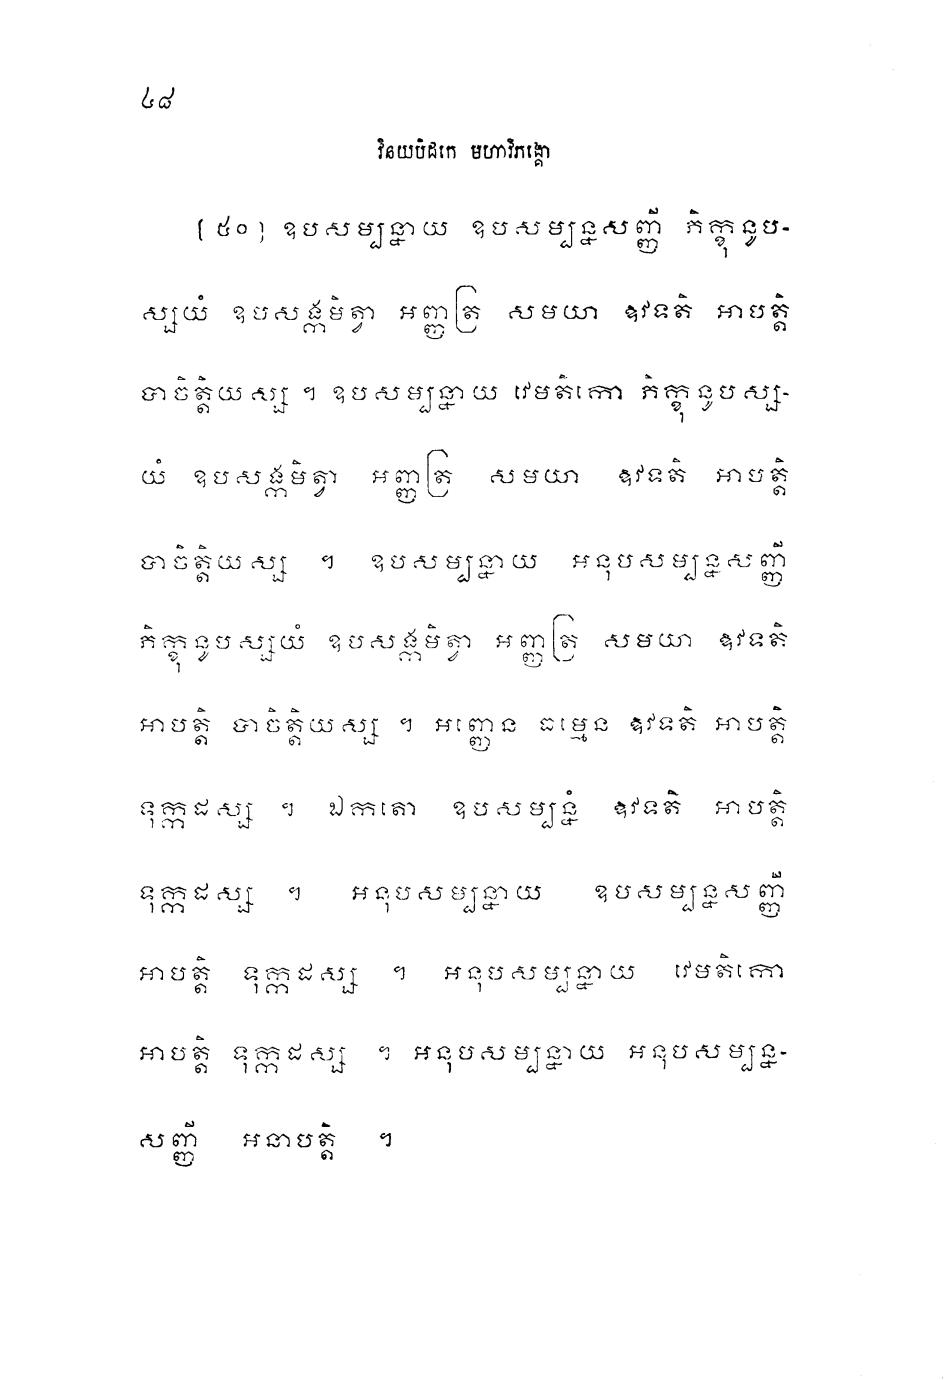 ៤៨
វិនយបិដកេ មហាវិភង្គោ
[៥០] ឧបសម្បន្នាយ ឧបសម្បន្នសញ្ញី ភិក្ខុនូប-
ស្សយំ ឧបសង្កមិត្វា អញ្ញត្រ សមយា ឱវទតិ អាបត្តិ
បាចិត្តិយស្ស ។ ឧបសម្បន្នាយ វេមតិកោ ភិក្ខុនូបស្ស-
យំ ឧបសង្កមិត្វា អញ្ញត្រ សមយា ឱវទតិ អាបត្តិ
បាចិត្តិយស្ស ។ ឧបសម្បន្នាយ អនុបសម្បន្នសញ្ញី
ភិក្ខុនូបស្សយំ ឧបសង្កមិត្វា អញ្ញត្រ សមយា ឱវទតិ
អាបត្តិ បាចិត្តិយស្ស ។ អញ្ញេន ធម្មេន ឱវទតិ អាបត្តិ
ទុក្កដស្ស ។ ឯកតោ ឧបសម្បន្នំ ឱវទតិ អាបត្តិ
ទុក្កដស្ស ។ អនុបសម្បន្នាយ ឧបសម្បន្នសញ្ញី
អាបត្តិ ទុក្កដស្ស ។ អនុបសម្បន្នាយ វេមតិកោ
អាបត្តិ ទុក្កដស្ស ។ អនុបសម្បន្នាយ អនុបសម្បន្ន-
សញ្ញី អនាបត្តិ ។